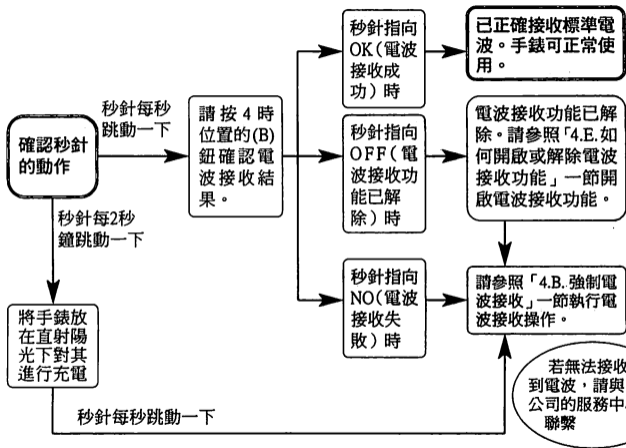 確認秒針
的動作
秒針每秒
跳動一下
請按4時
位置的(B)
鈕確認電
波接收結
果。
秒針指向
OK(電波
接收成
功)時
已正確接收標準電
波。手錶可正常使
用。
秒針指向
OFF(電
波接收功
能已解
除)時
電波接收功能已解
除。請參照「4.E.如
何開啟或解除電波
接收功能」一節開
啟電波接收功能。
秒針指向
NO(電波
接收失
敗)時
請參照「4.B.強制電
波接收」一節執行電
波接收操作。
秒針每2秒
鐘跳動一下
將手錶放
在直射陽
光下對其
進行充電
秒針每秒跳動一下
若無法接收
到電波，請與
公司的服務中
聯繫